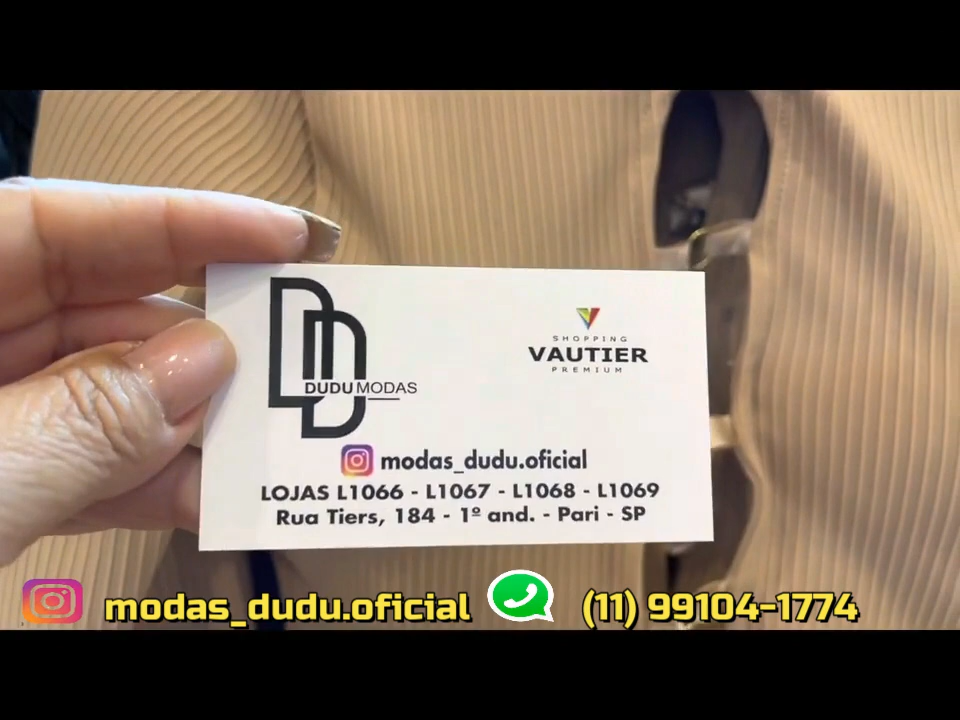 DUDU MODAS
SHOPPING
VAUTIER
PREMIUM
modas_dudu.oficial
LOJAS L1066 - L1067 - L1068 - L1069
Rua Tiers, 184 - 1º and. - Pari - SP
modas_dudu.oficial (11) 99104-1774